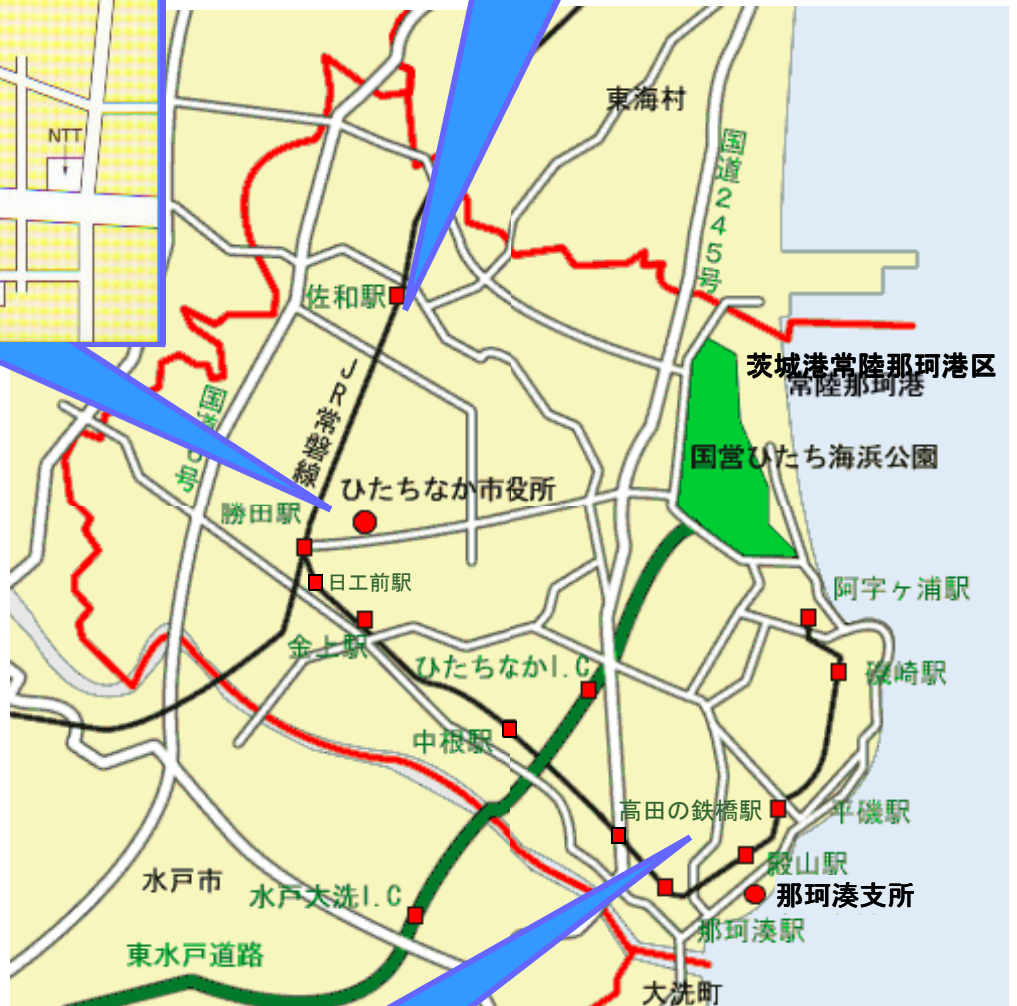 NTT
東海村
国道245号
佐和駅
茨城港常陸那珂港区
常陸那珂港
JR常磐線
国道6号
国営ひたち海浜公園
ひたちなか市役所
勝田駅
日工前駅
阿字ヶ浦駅
金上駅
ひたちなかI.C
磯崎駅
中根駅
高田の鉄橋駅
平磯駅
殿山駅
水戸市
水戸大洗I.C
那珂湊支所
那珂湊駅
東水戸道路
大洗町